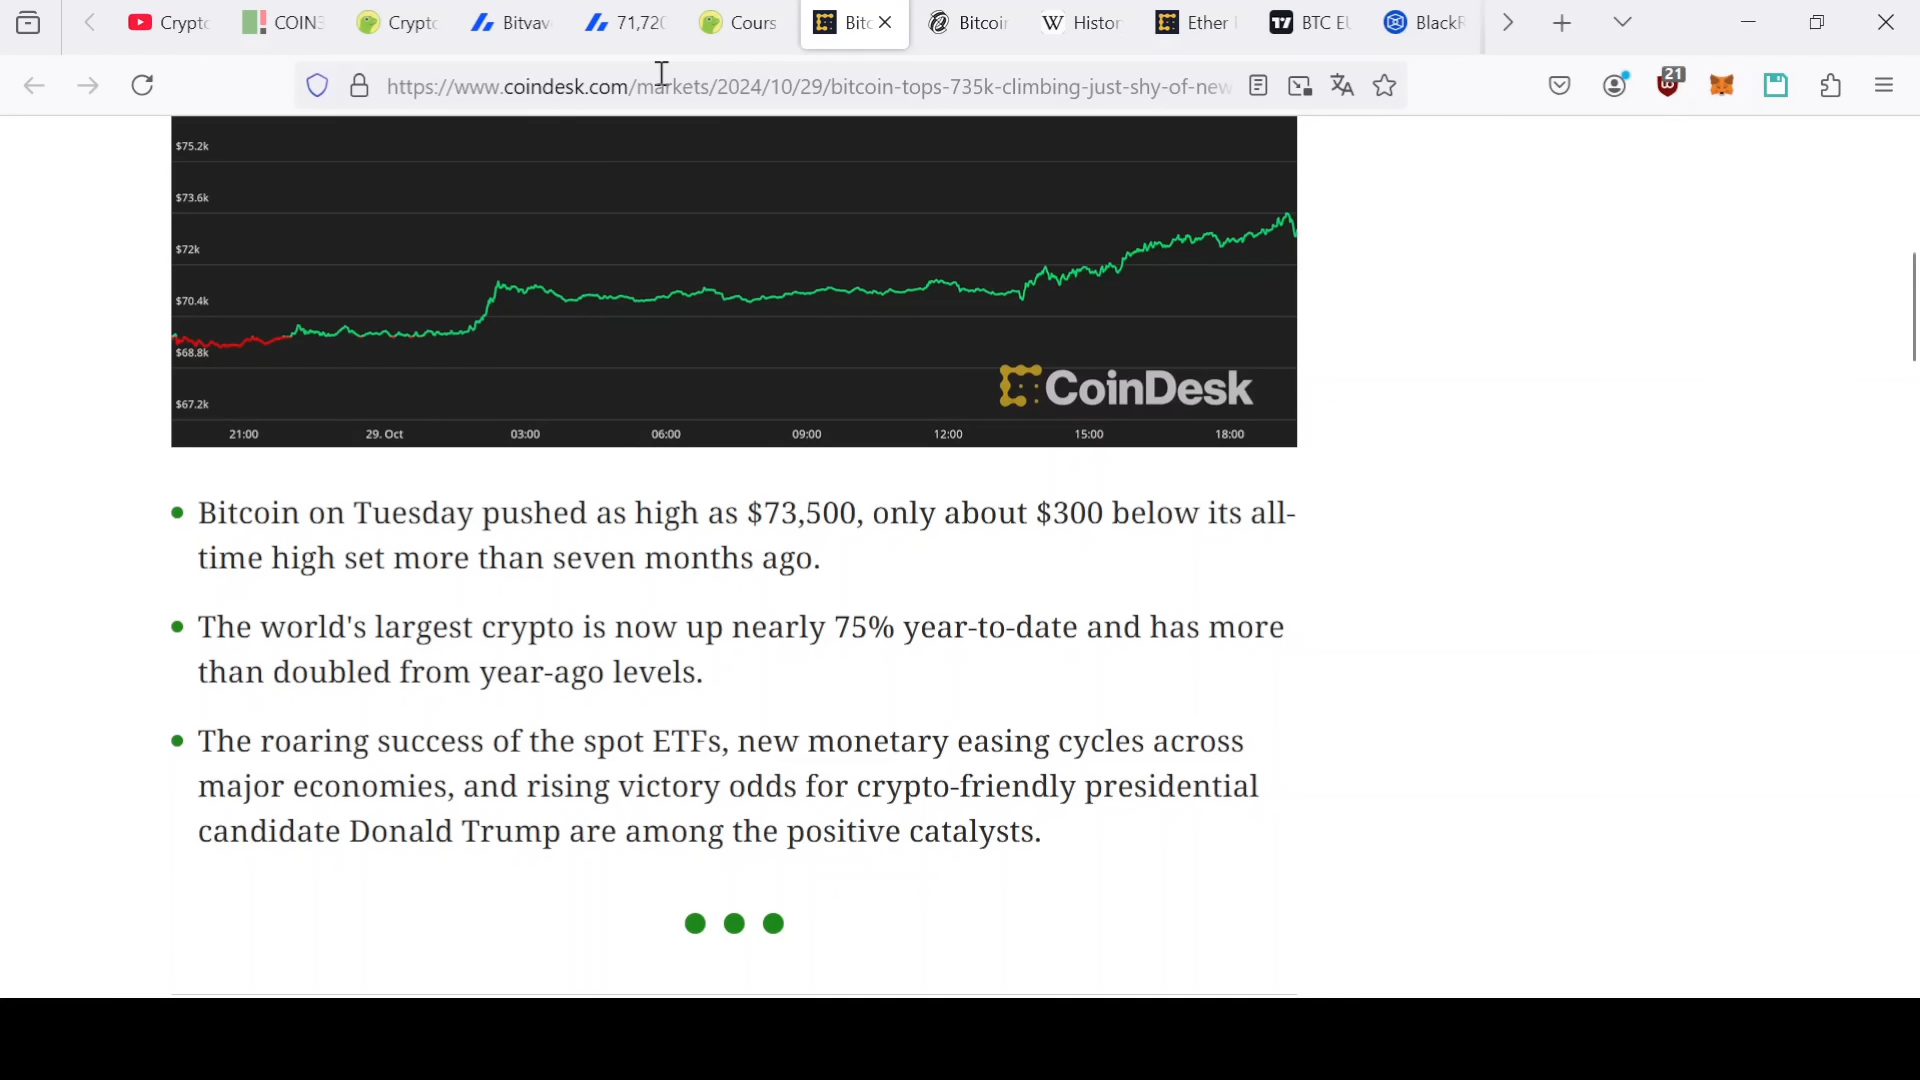 Crypto
COIN3
Crypto
Bitvav
71,720
Cours
Bitc
Bitcoin
W
Histor
Ether
BTC EU
BlackR
https://www.coindesk.com/markets/2024/10/29/bitcoin-tops-735k-climbing-just-shy-of-new
21
$75.2k
$73.6k
$72k
$70.4k
$68.8k
$67.2k
CoinDesk
21:00 29. Oct 03:00 06:00 09:00 12:00 15:00 18:00
Bitcoin on Tuesday pushed as high as $73,500, only about $300 below its all-
time high set more than seven months ago.
The world's largest crypto is now up nearly 75% year-to-date and has more
than doubled from year-ago levels.
The roaring success of the spot ETFs, new monetary easing cycles across
major economies, and rising victory odds for crypto-friendly presidential
candidate Donald Trump are among the positive catalysts.